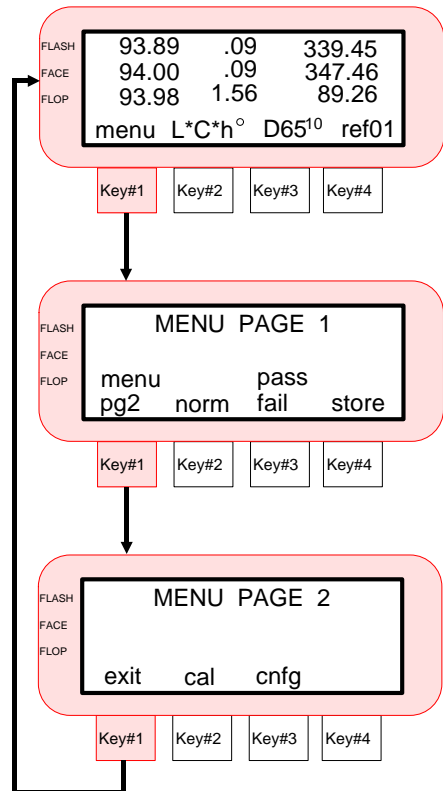 FLASH 93.89 .09 339.45
FACE 94.00 .09 347.46
FLOP 93.98 1.56 89.26
menu L*C*h° D65¹⁰ ref01
Key#1 Key#2 Key#3 Key#4
FLASH MENU PAGE 1
FACE
FLOP menu pass
pg2 norm fail store
Key#1 Key#2 Key#3 Key#4
FLASH MENU PAGE 2
FACE
FLOP
exit cal cnfg
Key#1 Key#2 Key#3 Key#4